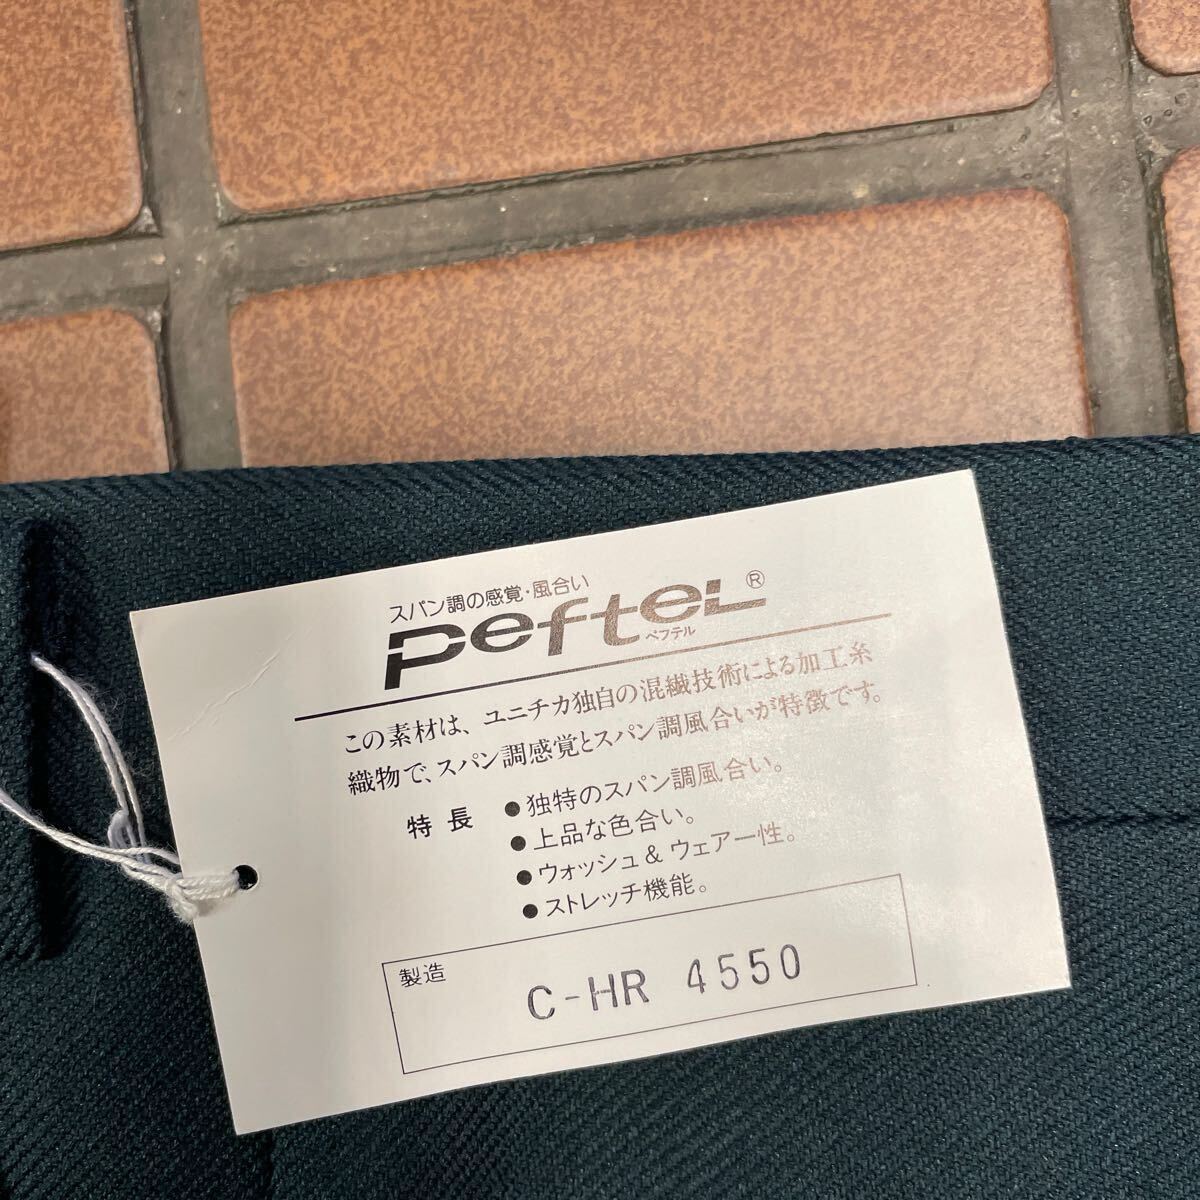 スパン調の感覚・風合い
PefteL®
ペフテル
この素材は、ユニチカ独自の混繊技術による加工糸
織物で、スパン調感覚とスパン調風合いが特徴です。
特長 ●独特のスパン調風合い。
●上品な色合い。
●ウォッシュ&ウェアー性。
●ストレッチ機能。
製造 C-HR 4550